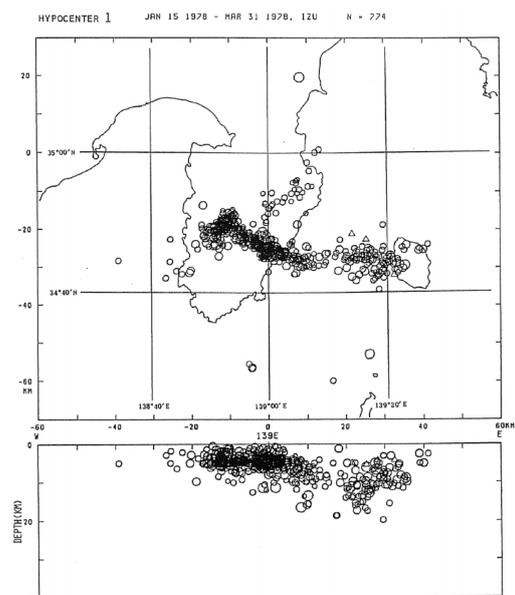 HYPOCENTER 1 JAN 15 1978 - MAR 31 1978, IZU N = 774
20
35°00'N
0
-20
34°40'N
-40
-60
KM
138°40'E 139°00'E 139°20'E
-60 -40 -20 0 20 40 60KM
W 139E E
0
20
DEPTH(KM)